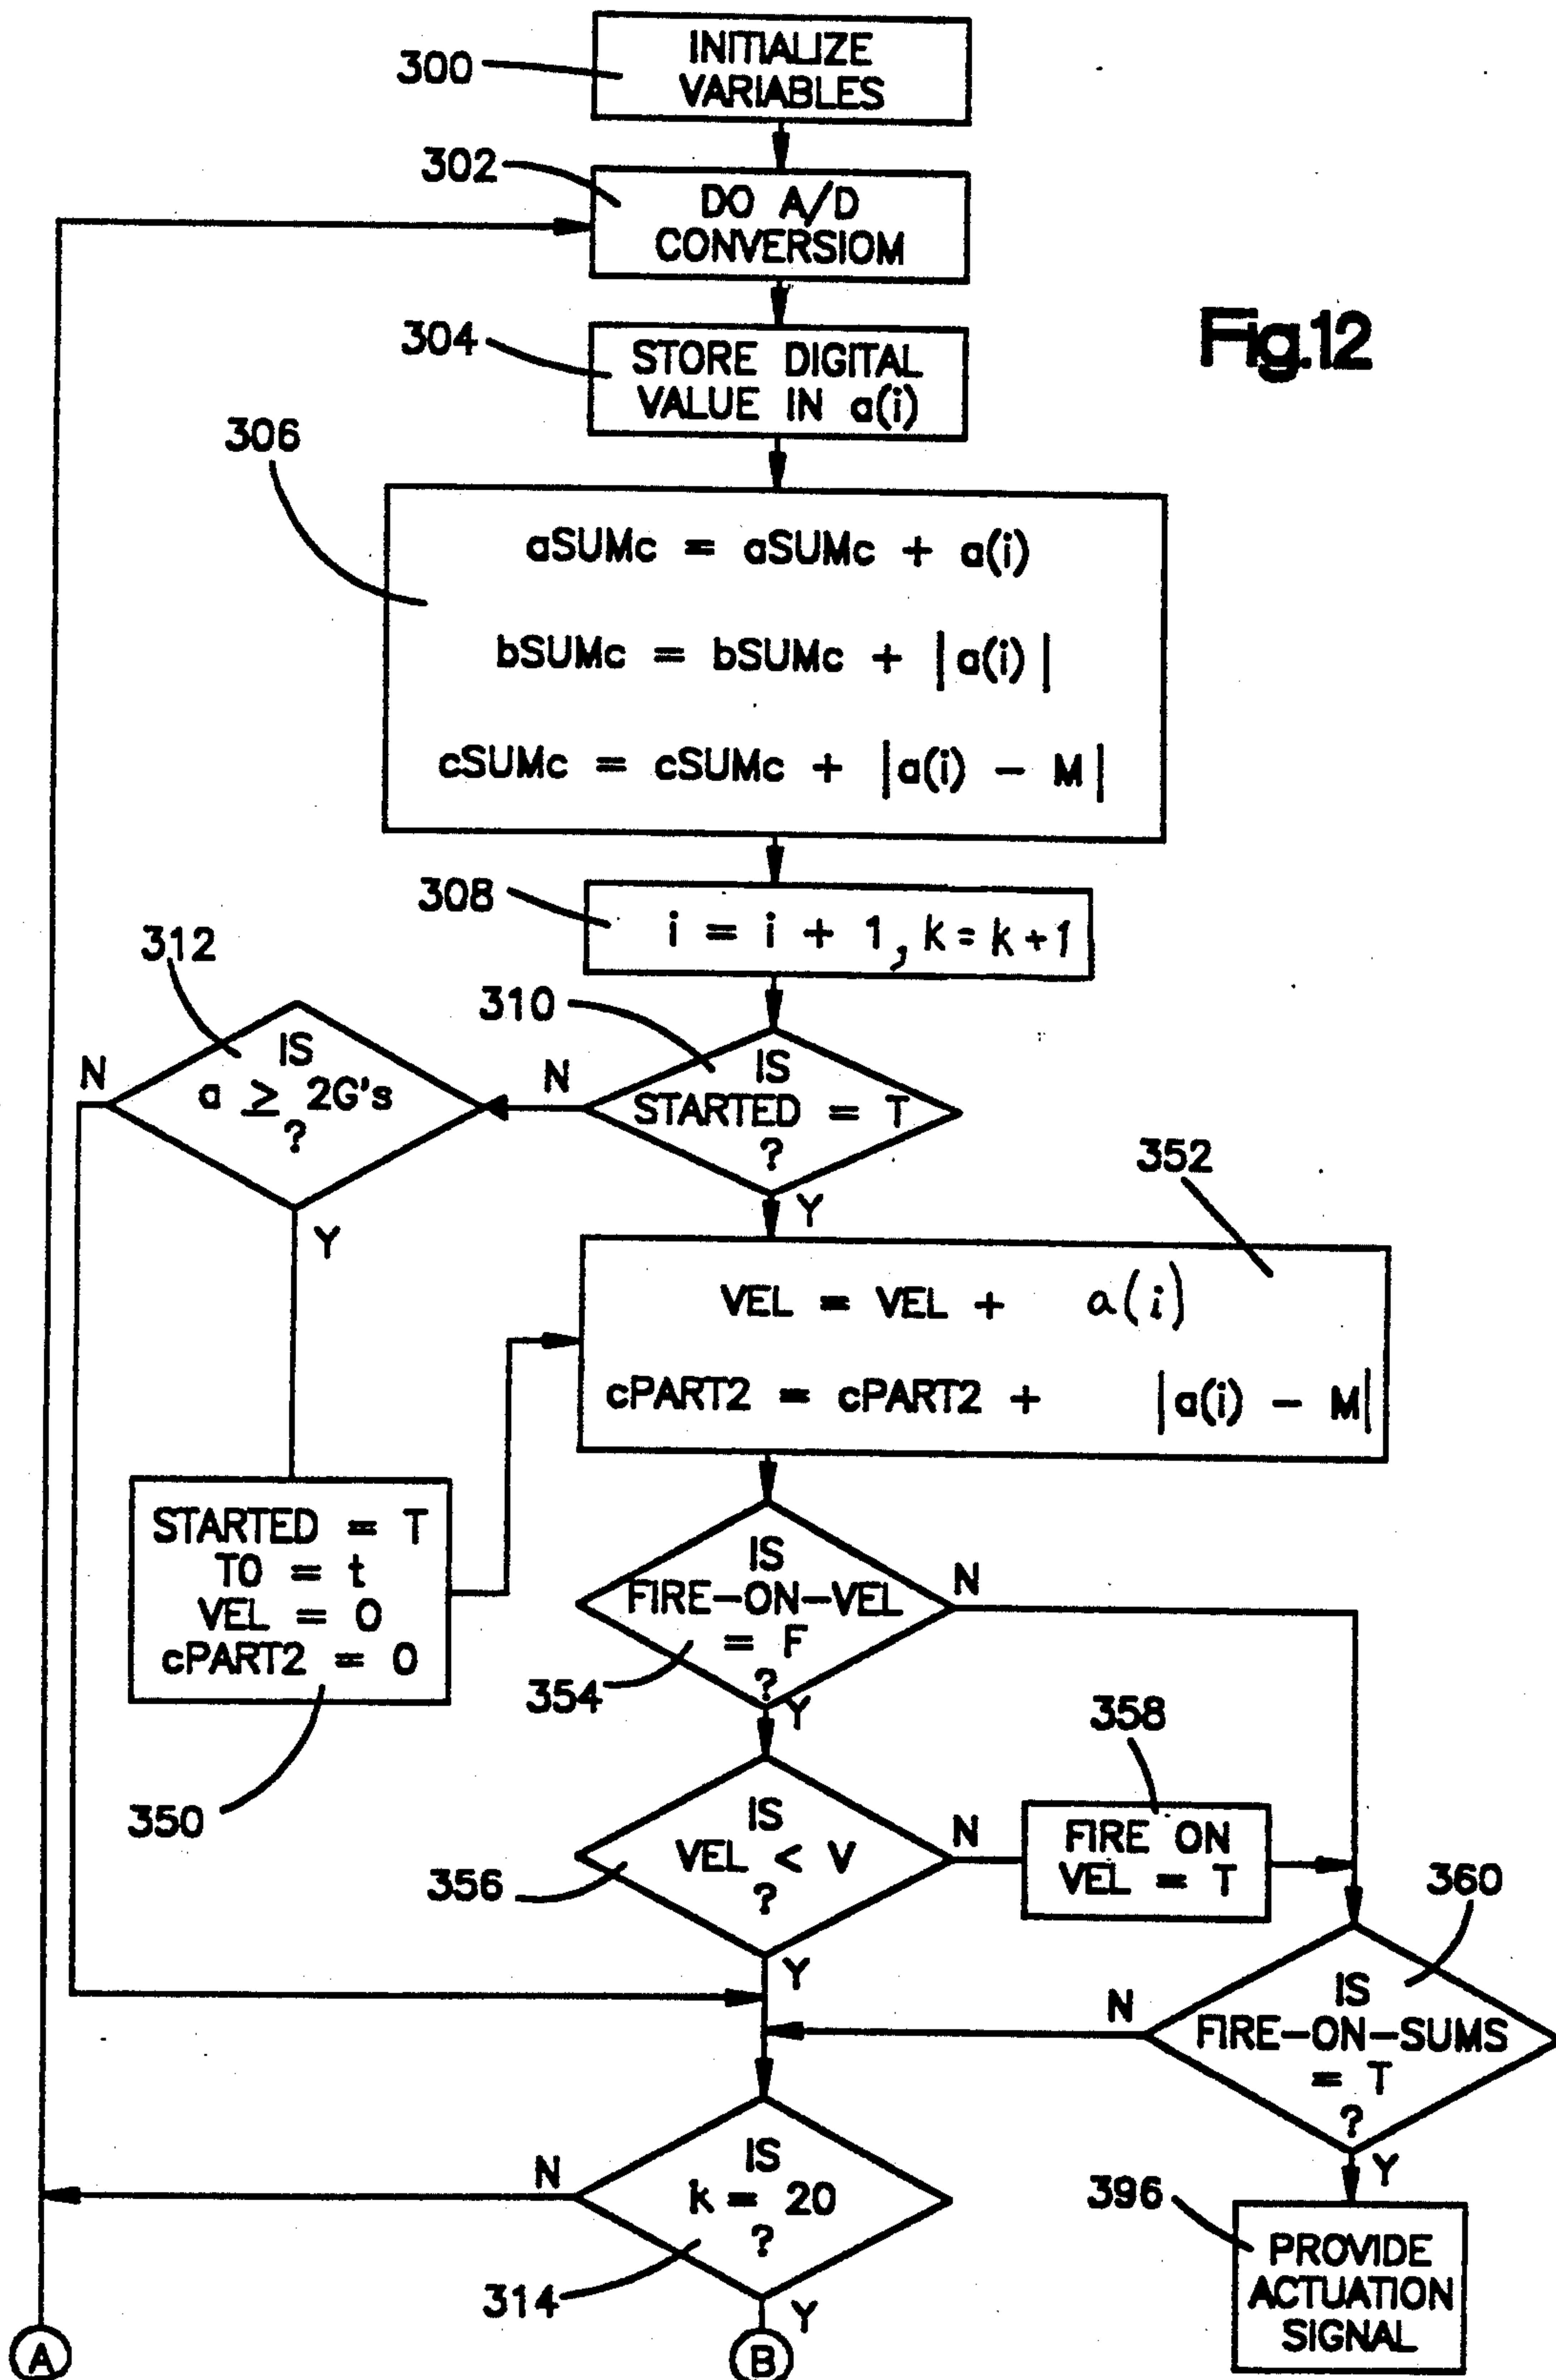 300
INITIALIZE
VARIABLES
302
DO A/D
CONVERSIOM
Fig.12
304
STORE DIGITAL
VALUE IN a(i)
306
aSUMc = aSUMc + a(i)
bSUMc = bSUMc + |a(i)|
cSUMc = cSUMc + |a(i) - M|
308
i = i + 1, k = k + 1
312
310
IS
a ≥ 2G's
?
N
Y
IS
STARTED = T
?
N
Y
352
VEL = VEL + a(i)
cPART2 = cPART2 + |a(i) - M|
STARTED = T
TO = t
VEL = 0
cPART2 = 0
350
IS
FIRE-ON-VEL
= F
?
N
Y
354
358
IS
VEL < V
?
N
Y
356
FIRE ON
VEL = T
360
IS
FIRE-ON-SUMS
= T
?
N
Y
IS
k = 20
?
N
Y
314
396
PROVIDE
ACTUATION
SIGNAL
A
B